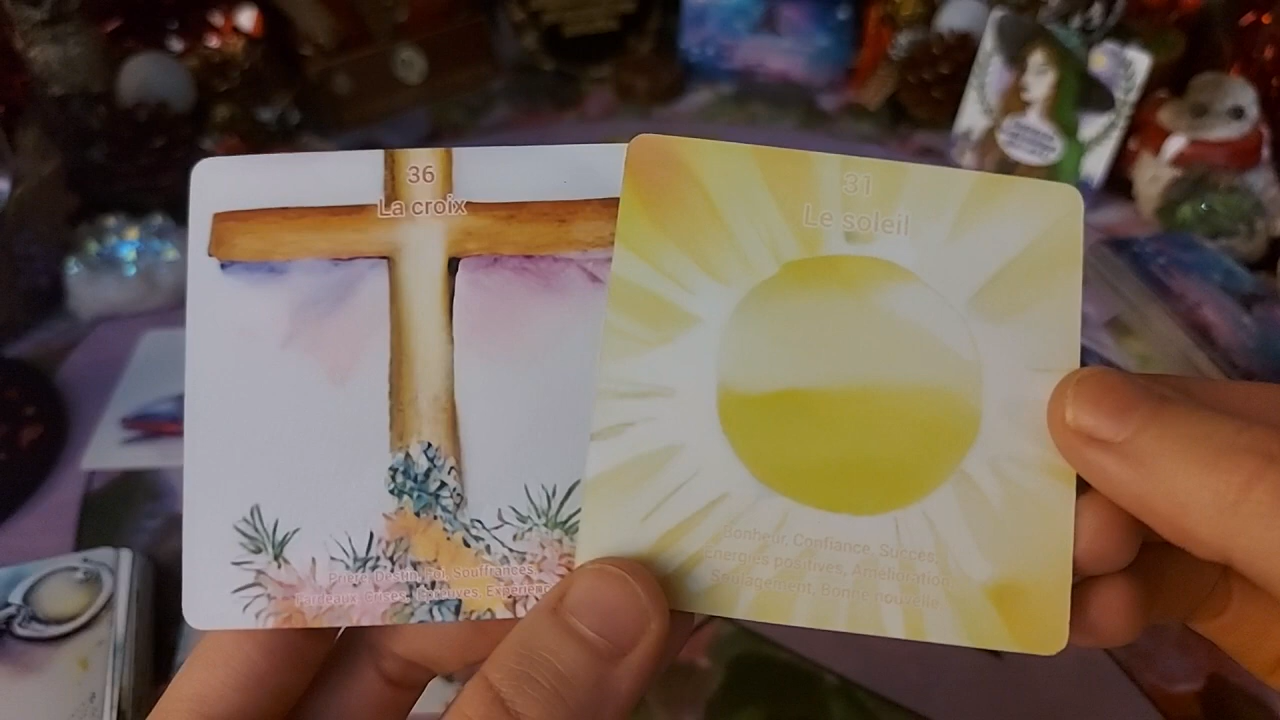 36
La croix
Prière, Destin, Foi, Souffrances,
Fardeaux, Crises, Épreuves,
31
Le soleil
Bonheur, Confiance, Succès,
Énergies positives, Amélioration
Soulagement, Bonne nouvelle